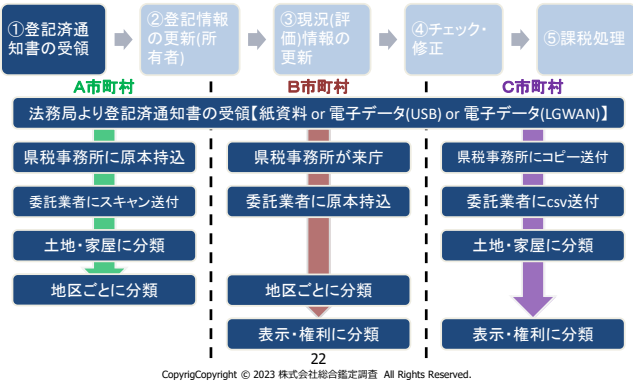 ①登記済通
知書の受領
②登記情報
の更新(所
有者)
③現況(評
価)情報の
更新
④チェック・
修正
⑤課税処理
A市町村
B市町村
C市町村
法務局より登記済通知書の受領【紙資料 or 電子データ(USB) or 電子データ(LGWAN)】
県税事務所に原本持込
県税事務所が来庁
県税事務所にコピー送付
委託業者にスキャン送付
委託業者に原本持込
委託業者にcsv送付
土地・家屋に分類
土地・家屋に分類
地区ごとに分類
地区ごとに分類
表示・権利に分類
表示・権利に分類
22
CopyrigCopyright © 2023 株式会社総合鑑定調査 All Rights Reserved.